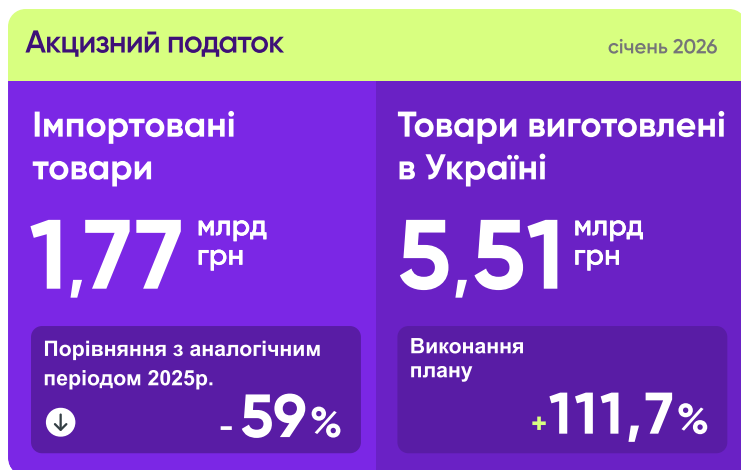 Акцизний податок
січень 2026
Імпортовані
товари
1,77 млрд
грн
Порівняння з аналогічним
періодом 2025р.
- 59 %
Товари виготовлені
в Україні
5,51 млрд
грн
Виконання
плану
+111,7%